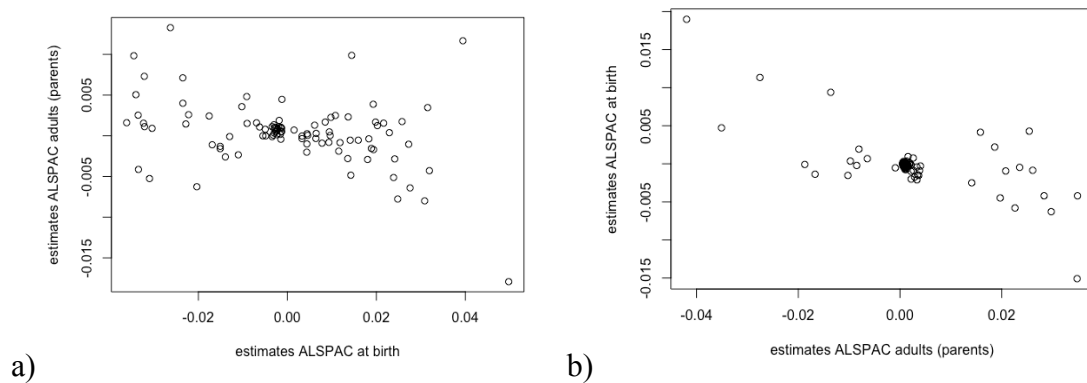 0.005
-0.005
-0.015
estimates ALSPAC adults (parents)
-0.02 0.00 0.02 0.04
estimates ALSPAC at birth
a)
0.015
0.005
-0.005
-0.015
estimates ALSPAC at birth
-0.04 -0.02 0.00 0.02
estimates ALSPAC adults (parents)
b)